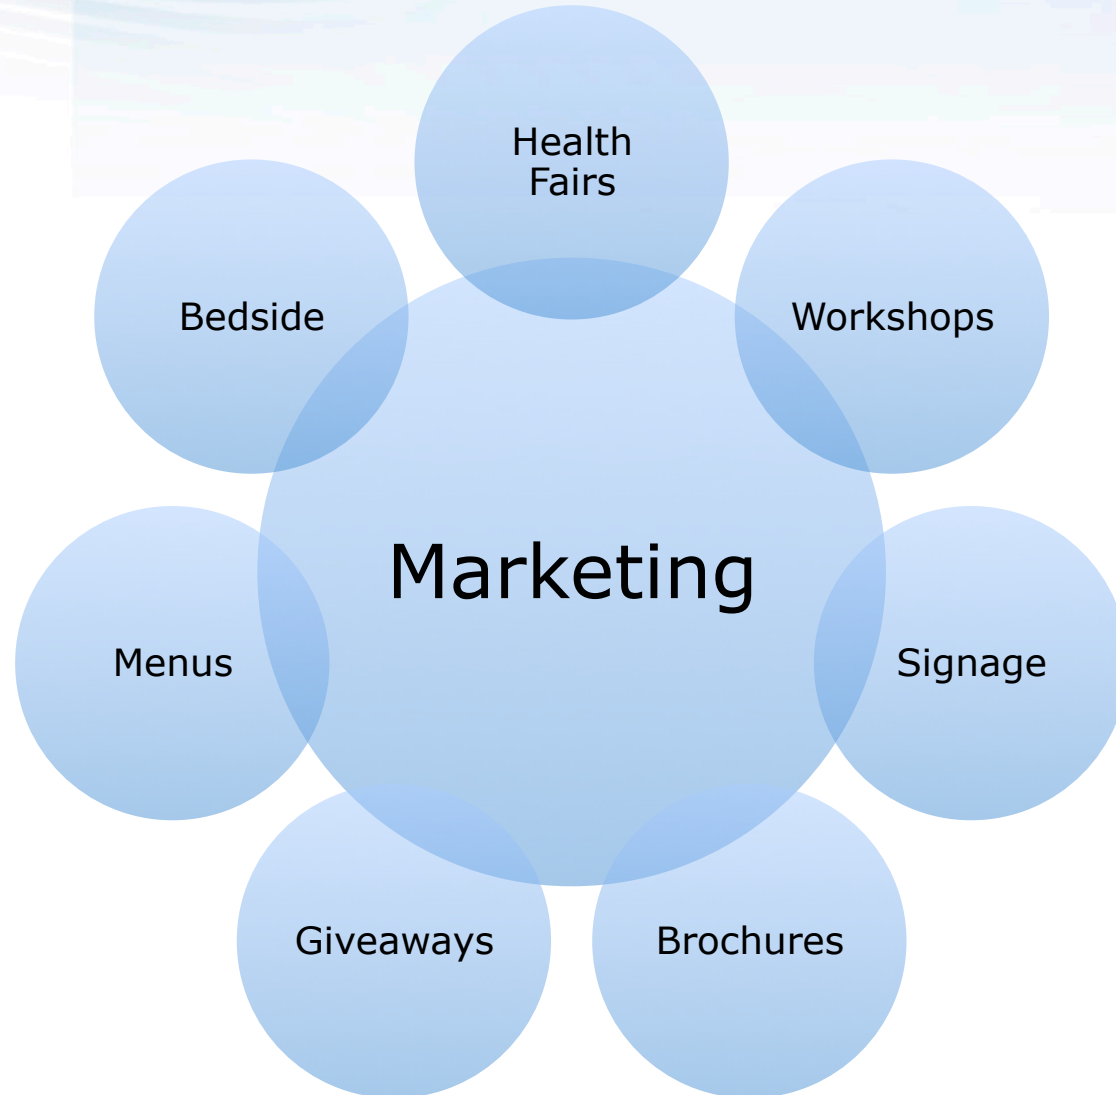 Health
Fairs
Bedside
Workshops
Marketing
Menus
Signage
Giveaways
Brochures